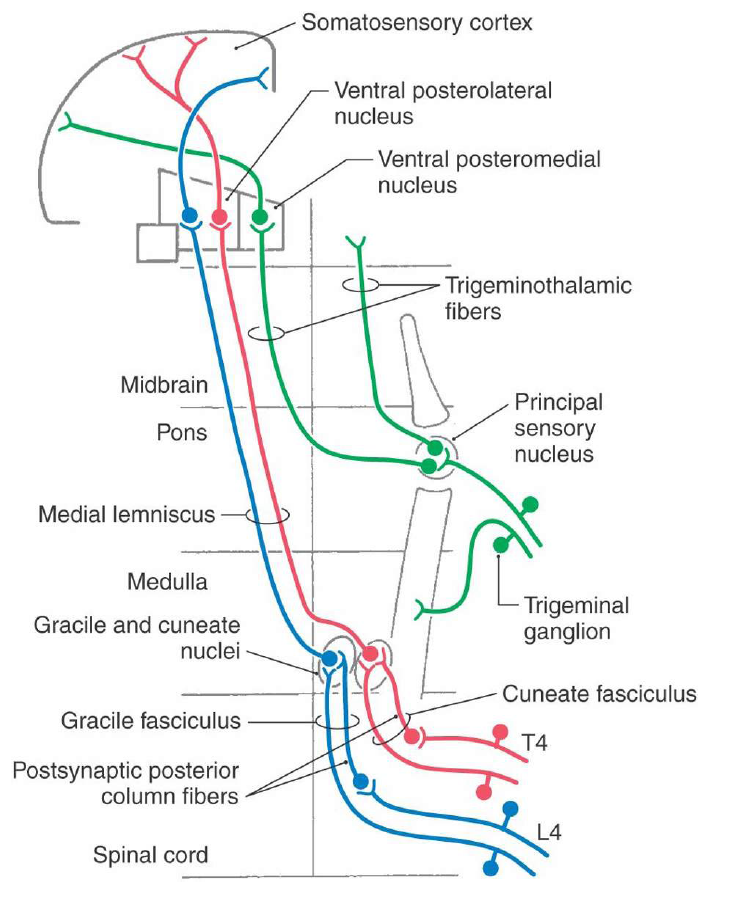 Somatosensory cortex
Ventral posterolateral
nucleus
Ventral posteromedial
nucleus
Trigeminothalamic
fibers
Midbrain
Principal
sensory
nucleus
Pons
Medial lemniscus
Medulla
Trigeminal
ganglion
Gracile and cuneate
nuclei
Cuneate fasciculus
Gracile fasciculus
T4
Postsynaptic posterior
column fibers
L4
Spinal cord